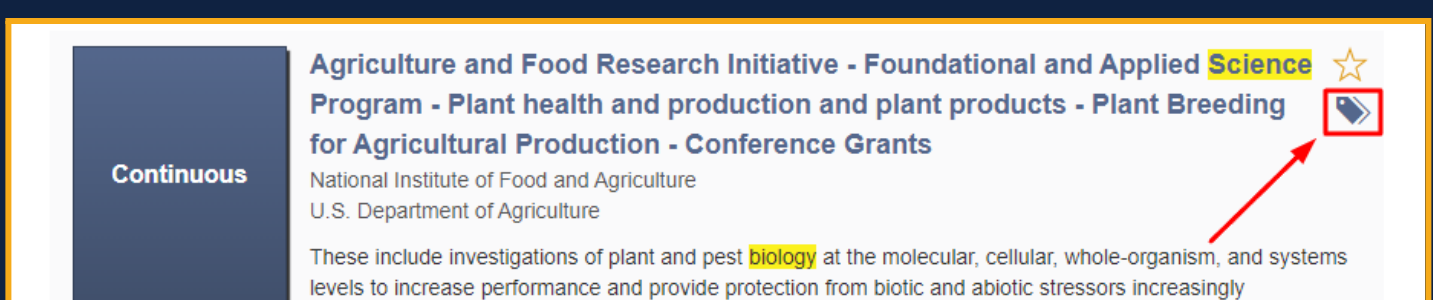 Continuous
Agriculture and Food Research Initiative - Foundational and Applied Science
Program - Plant health and production and plant products - Plant Breeding
for Agricultural Production - Conference Grants
National Institute of Food and Agriculture
U.S. Department of Agriculture
These include investigations of plant and pest biology at the molecular, cellular, whole-organism, and systems
levels to increase performance and provide protection from biotic and abiotic stressors increasingly